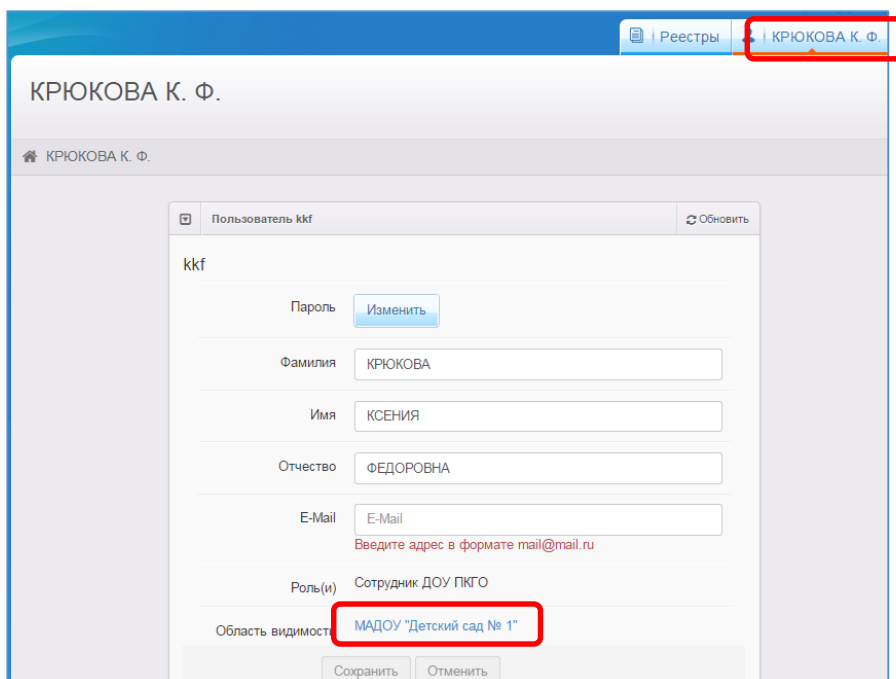 Реестры
КРЮКОВА К. Ф.
КРЮКОВА К. Ф.
КРЮКОВА К. Ф.
Пользователь kkf
Обновить
kkf
Пароль Изменить
Фамилия КРЮКОВА
Имя КСЕНИЯ
Отчество ФЕДОРОВНА
E-Mail E-Mail
Введите адрес в формате mail@mail.ru
Роль(и) Сотрудник ДОУ ПКГО
Область видимости МАДОУ "Детский сад № 1"
Сохранить Отменить